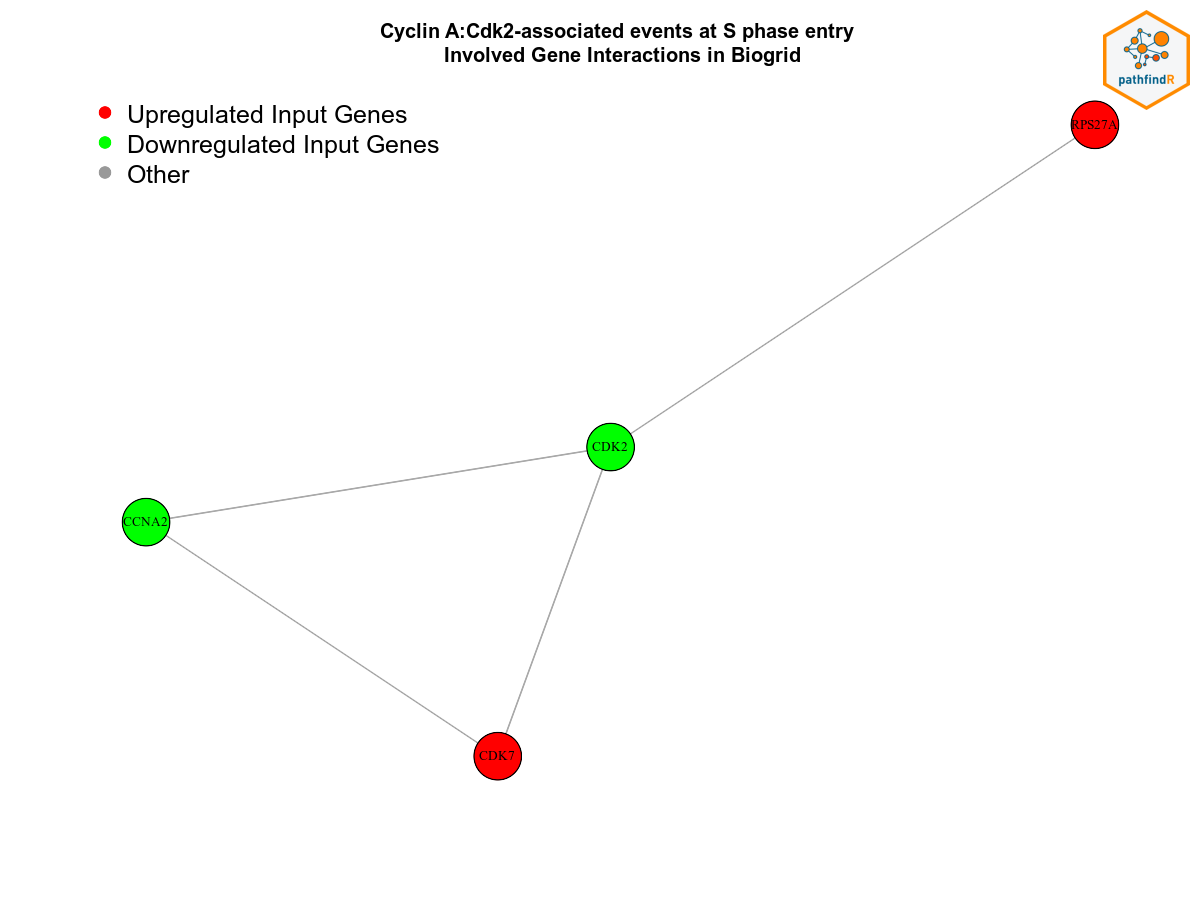 Cyclin A:Cdk2-associated events at S phase entry
Involved Gene Interactions in Biogrid
pathfindR
Upregulated Input Genes
Downregulated Input Genes
Other
RPS27A
CDK2
CCNA2
CDK7